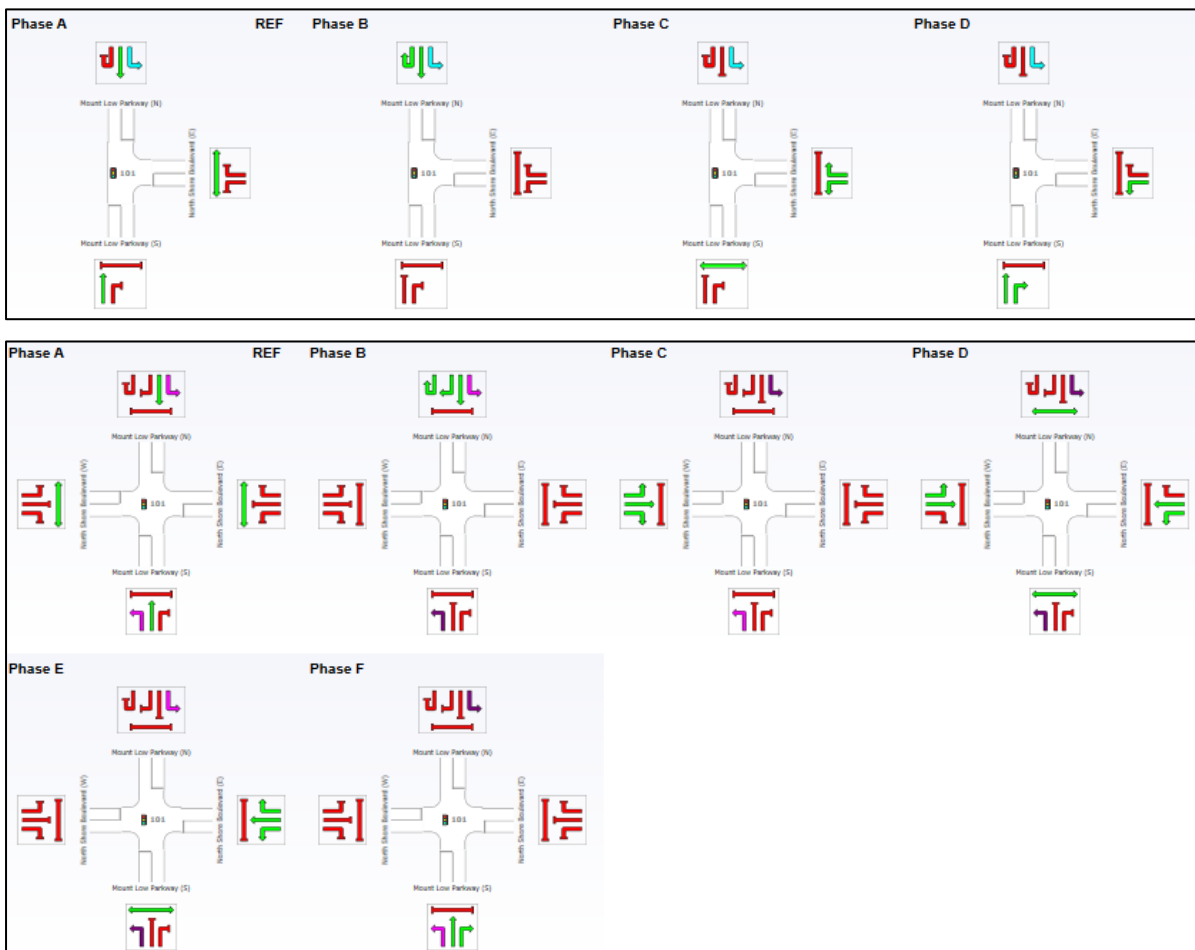 Phase A REF Phase B Phase C Phase D
Mount Low Parkway (N) Mount Low Parkway (N) Mount Low Parkway (N) Mount Low Parkway (N)
101 North Shore Boulevard (E) 101 North Shore Boulevard (E) 101 North Shore Boulevard (E) 101 North Shore Boulevard (E)
Mount Low Parkway (S) Mount Low Parkway (S) Mount Low Parkway (S) Mount Low Parkway (S)
Phase A REF Phase B Phase C Phase D
Mount Low Parkway (N) Mount Low Parkway (N) Mount Low Parkway (N) Mount Low Parkway (N)
North Shore Boulevard (W) 101 North Shore Boulevard (E) North Shore Boulevard (W) 101 North Shore Boulevard (E) North Shore Boulevard (W) 101 North Shore Boulevard (E) North Shore Boulevard (W) 101 North Shore Boulevard (E)
Mount Low Parkway (S) Mount Low Parkway (S) Mount Low Parkway (S) Mount Low Parkway (S)
Phase E Phase F
Mount Low Parkway (N) Mount Low Parkway (N)
North Shore Boulevard (W) 101 North Shore Boulevard (E) North Shore Boulevard (W) 101 North Shore Boulevard (E)
Mount Low Parkway (S) Mount Low Parkway (S)